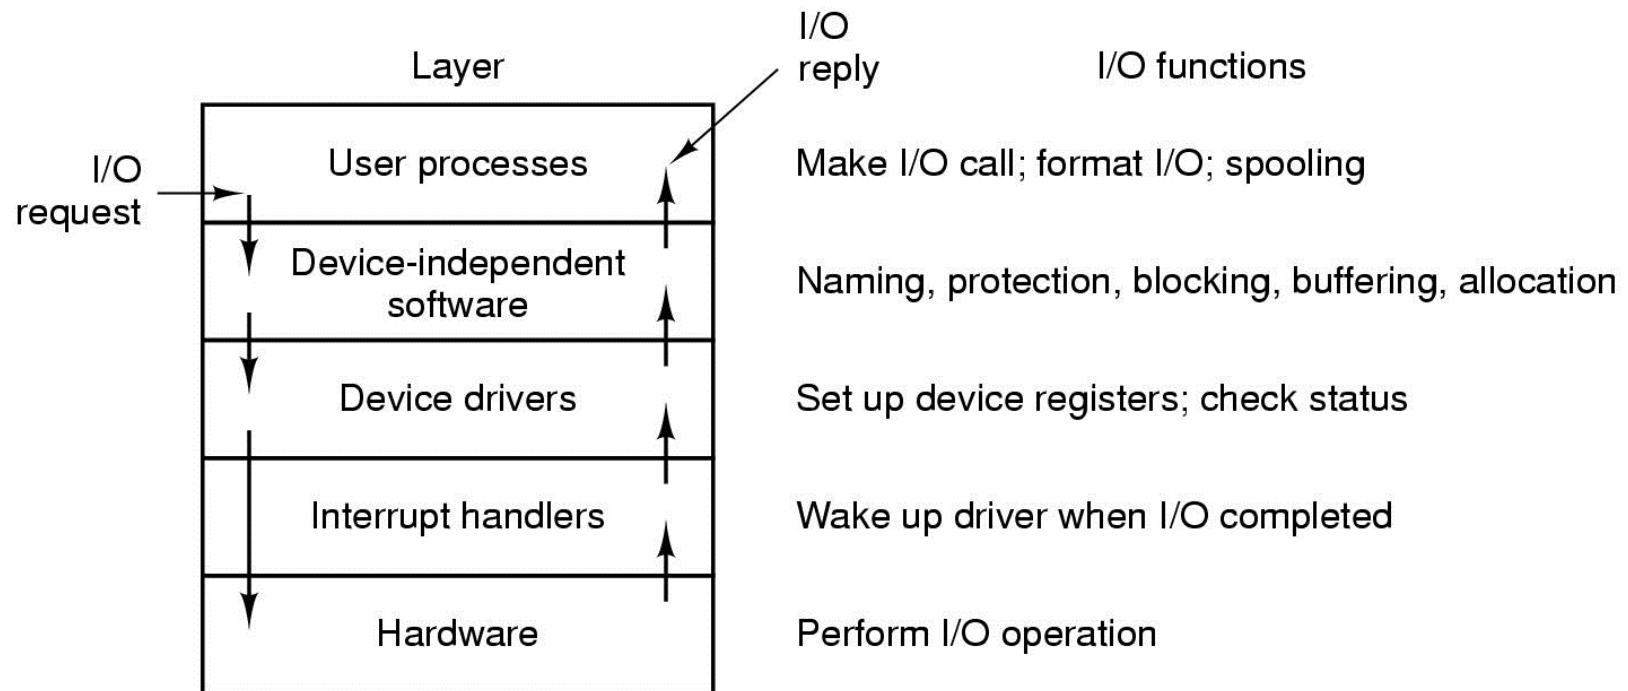 I/O
reply
Layer
I/O functions
I/O
request
User processes
Make I/O call; format I/O; spooling
Device-independent
software
Naming, protection, blocking, buffering, allocation
Device drivers
Set up device registers; check status
Interrupt handlers
Wake up driver when I/O completed
Hardware
Perform I/O operation